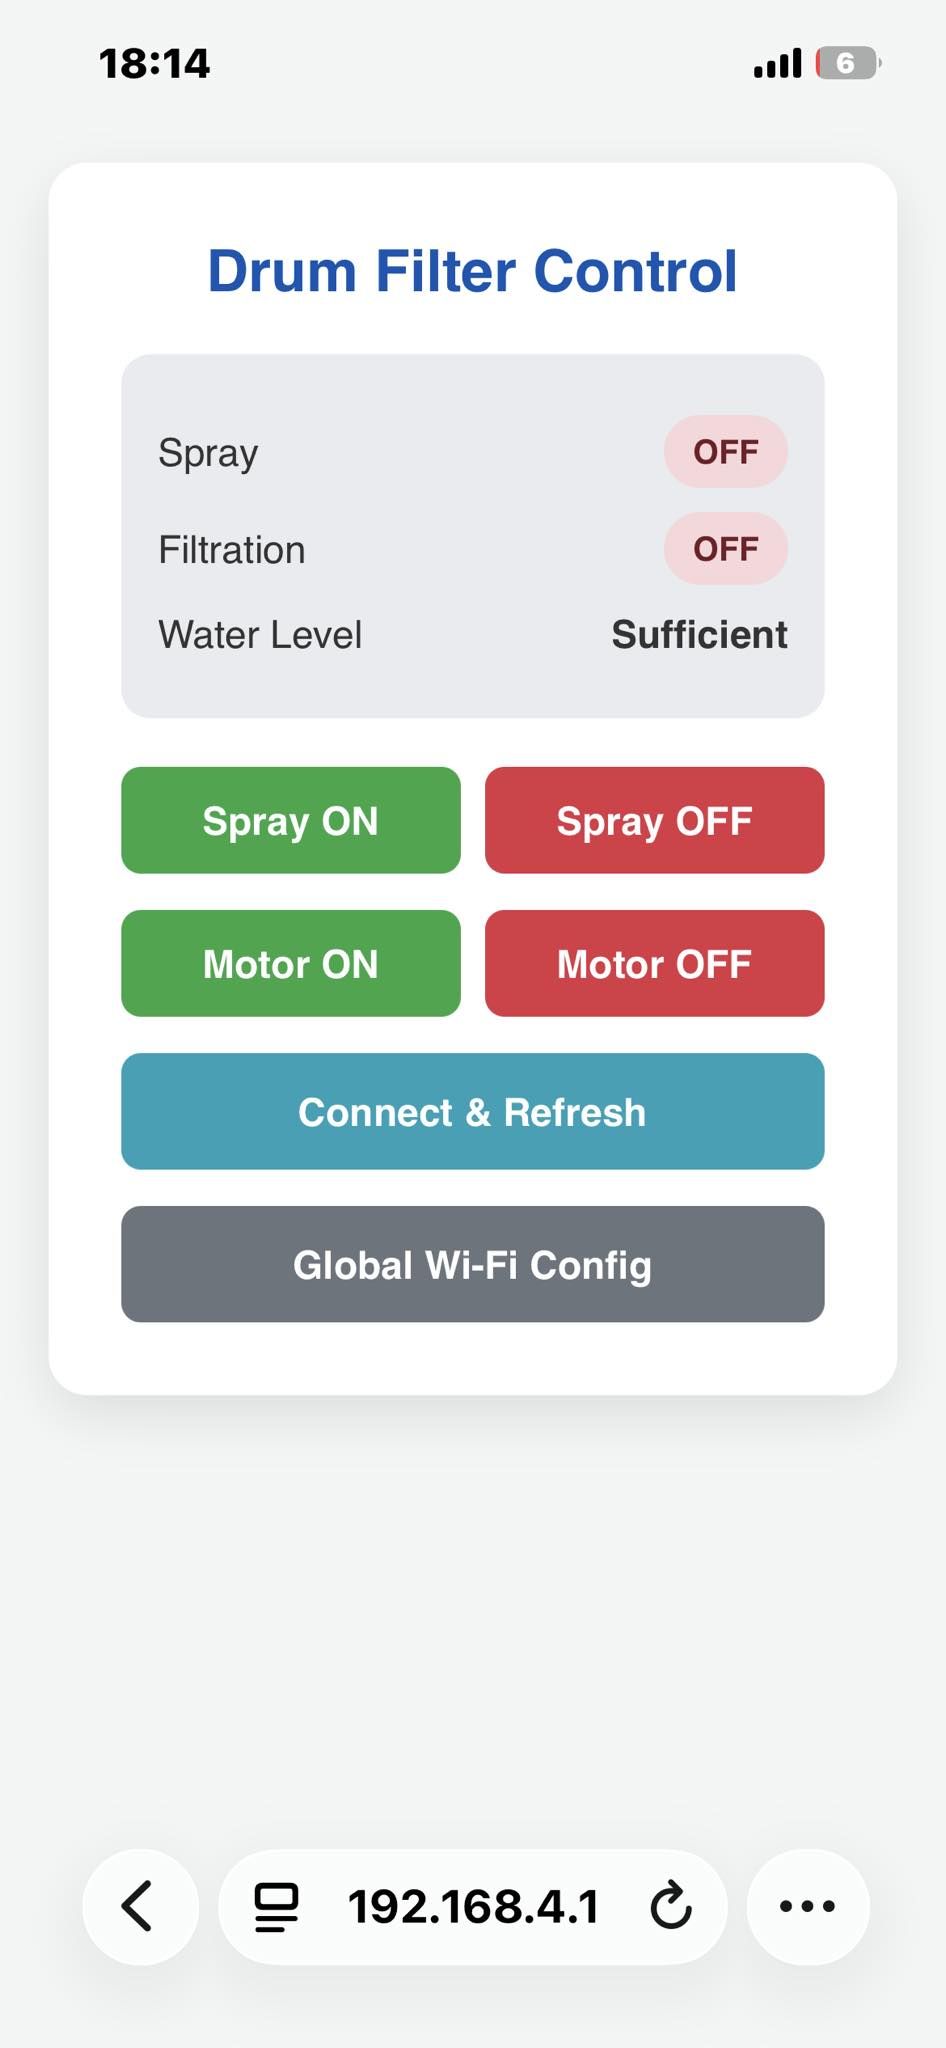 18:14
6
Drum Filter Control
Spray OFF
Filtration OFF
Water Level Sufficient
Spray ON Spray OFF
Motor ON Motor OFF
Connect & Refresh
Global Wi-Fi Config
192.168.4.1